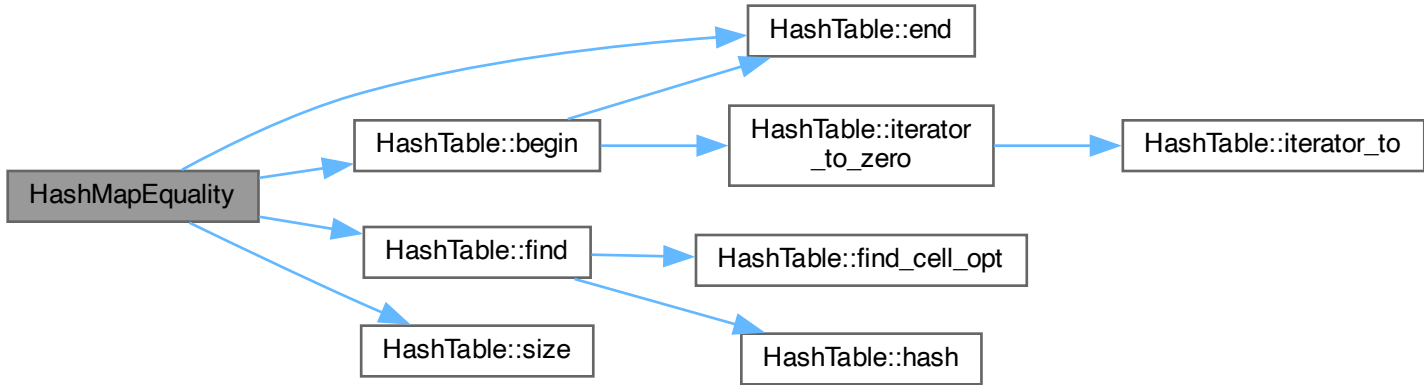 HashTable::end
HashTable::begin
HashTable::iterator
_to_zero
HashTable::iterator_to
HashMapEquality
HashTable::find
HashTable::find_cell_opt
HashTable::size
HashTable::hash